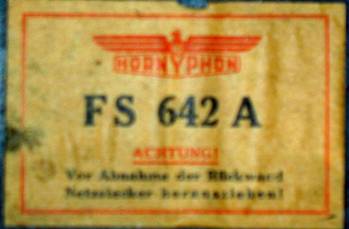 HORNYPHON
FS 642 A
ACHTUNG!
Vor Abnahme der Rückwand
Netzstecker herausziehen!